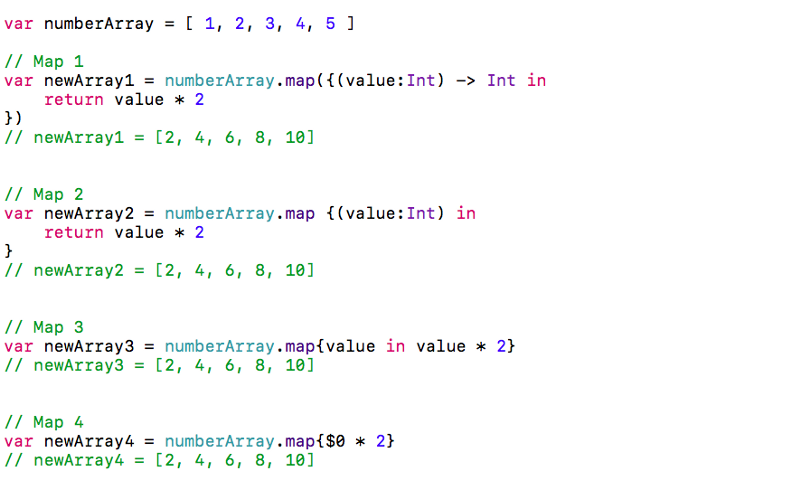 var numberArray = [ 1, 2, 3, 4, 5 ]
// Map 1
var newArray1 = numberArray.map({(value:Int) -> Int in
    return value * 2
})
// newArray1 = [2, 4, 6, 8, 10]
// Map 2
var newArray2 = numberArray.map {(value:Int) in
    return value * 2
}
// newArray2 = [2, 4, 6, 8, 10]
// Map 3
var newArray3 = numberArray.map{value in value * 2}
// newArray3 = [2, 4, 6, 8, 10]
// Map 4
var newArray4 = numberArray.map{$0 * 2}
// newArray4 = [2, 4, 6, 8, 10]